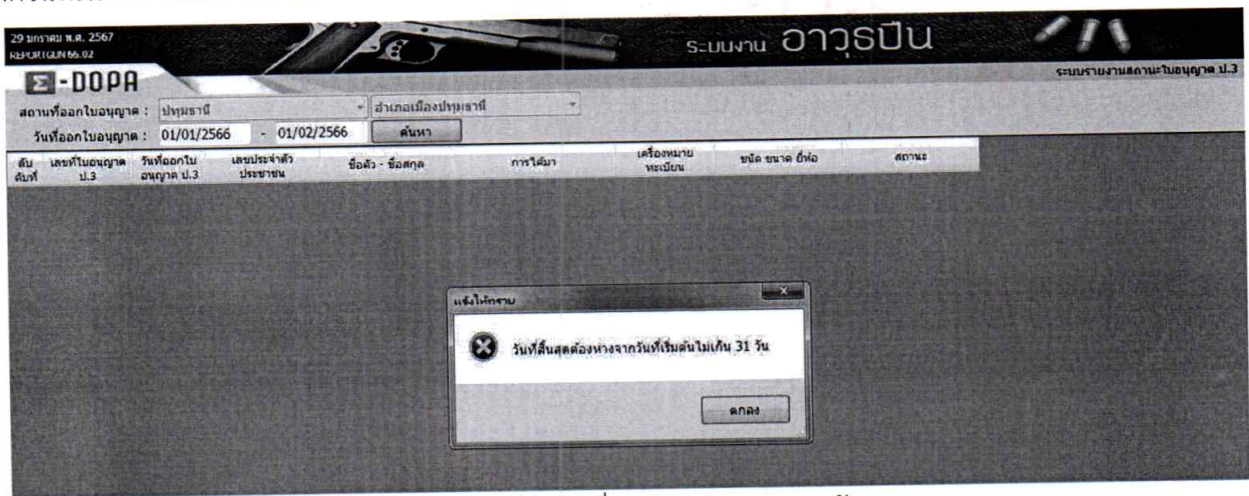 29 มกราคม พ.ศ. 2567
REPORTGUN 66.02
ระบบงาน อาวุธปืน
Σ-DOPA
ระบบรายงานสถานะใบอนุญาต ป.3
สถานที่ออกใบอนุญาต : ปทุมธานี อำเภอเมืองปทุมธานี
วันที่ออกใบอนุญาต : 01/01/2566 - 01/02/2566 ค้นหา
ลำดับที่ เลขที่ใบอนุญาต ป.3 วันที่ออกใบอนุญาต ป.3 เลขประจำตัวประชาชน ชื่อตัว - ชื่อสกุล การได้มา เครื่องหมายทะเบียน ชนิด ขนาด ยี่ห้อ สถานะ
แจ้งให้ทราบ
วันที่สิ้นสุดต้องห่างจากวันที่เริ่มต้นไม่เกิน 31 วัน
ตกลง